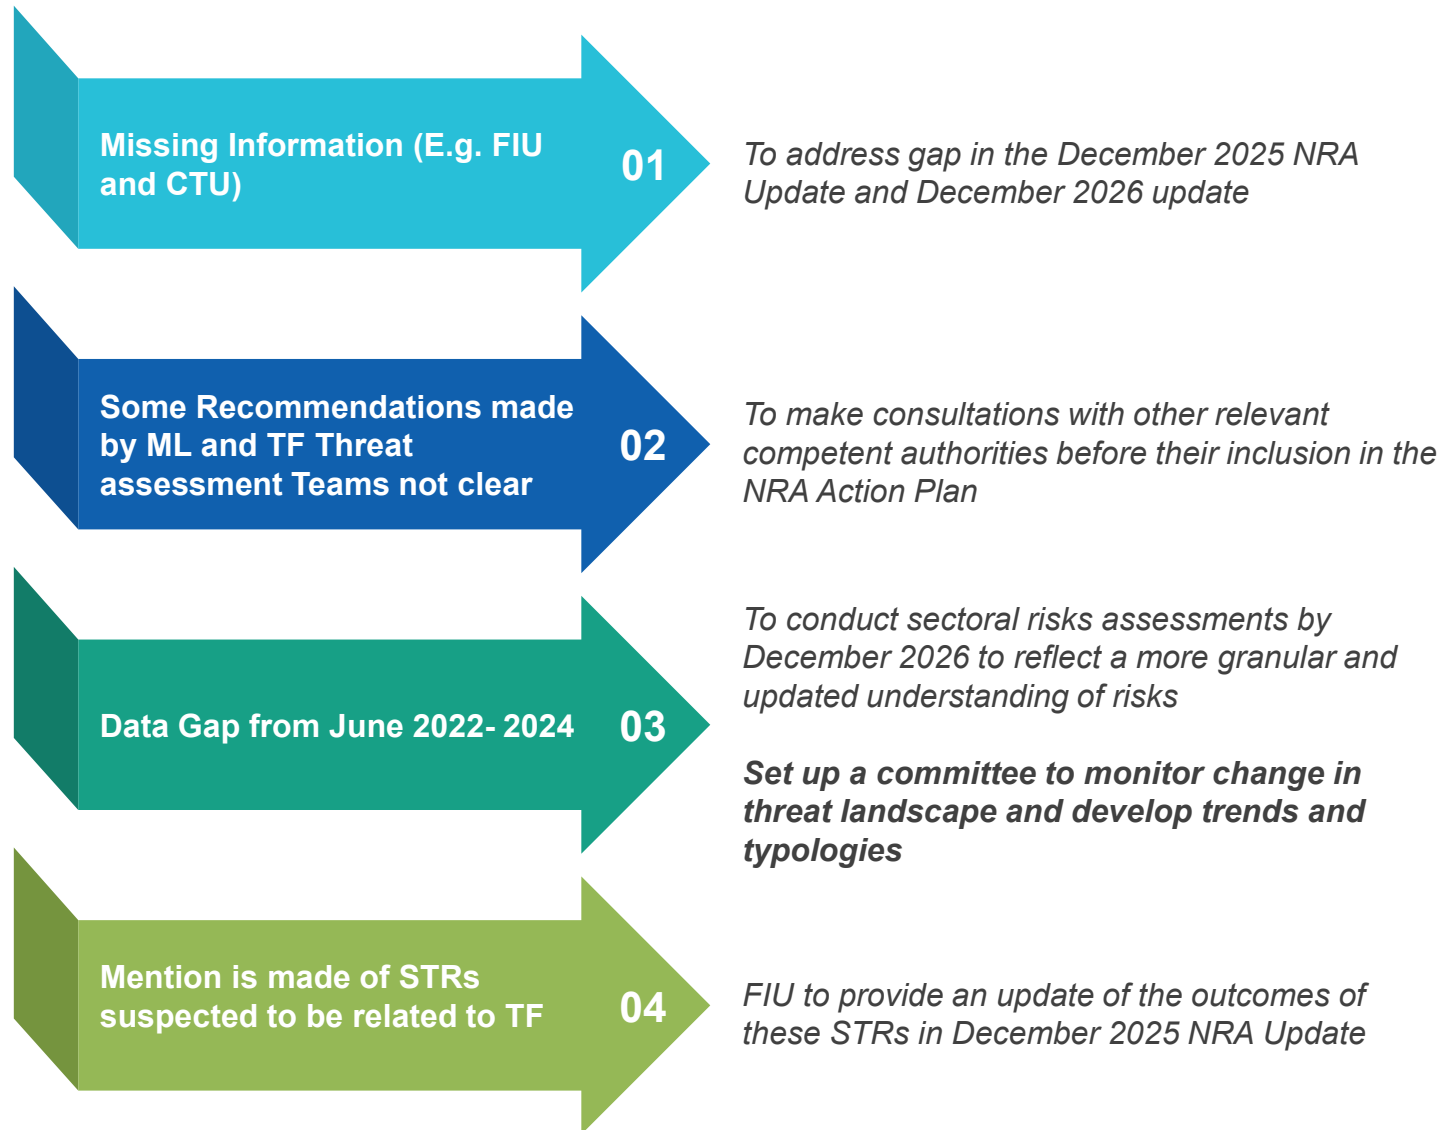 Missing Information (E.g. FIU
and CTU)
01
To address gap in the December 2025 NRA
Update and December 2026 update
Some Recommendations made
by ML and TF Threat
assessment Teams not clear
02
To make consultations with other relevant
competent authorities before their inclusion in the
NRA Action Plan
Data Gap from June 2022- 2024
03
To conduct sectoral risks assessments by
December 2026 to reflect a more granular and
updated understanding of risks
Set up a committee to monitor change in
threat landscape and develop trends and
typologies
Mention is made of STRs
suspected to be related to TF
04
FIU to provide an update of the outcomes of
these STRs in December 2025 NRA Update